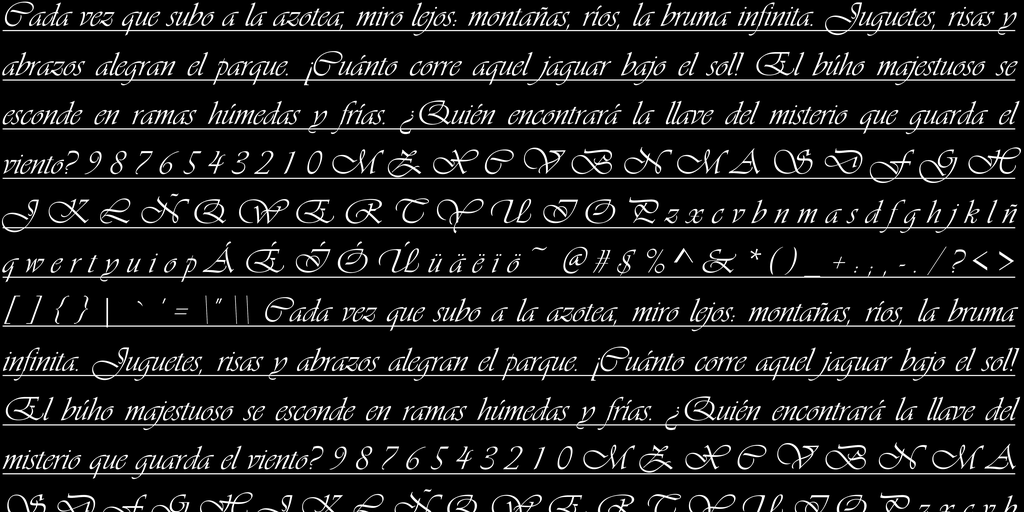 Cada vez que subo a la azotea, miro lejos: montañas, ríos, la bruma infinita. Juguetes, risas y
abrazos alegran el parque. ¡Cuánto corre aquel jaguar bajo el sol! El búho majestuoso se
esconde en ramas húmedas y frías. ¿Quién encontrará la llave del misterio que guarda el
viento? 9 8 7 6 5 4 3 2 1 0 M Z X C V B N M A S D F G H
J K L Ñ Q W E R T Y U I O P z x c v b n m a s d f g h j k l ñ
q w e r t y u i o p Á É Í Ó Ú ü ä ë ï ö ~ @ # $ % ^ & * ( ) _ + : ; , - . / ? < >
[ ] { } | ` ' = \" \\ Cada vez que subo a la azotea, miro lejos: montañas, ríos, la bruma
infinita. Juguetes, risas y abrazos alegran el parque. ¡Cuánto corre aquel jaguar bajo el sol!
El búho majestuoso se esconde en ramas húmedas y frías. ¿Quién encontrará la llave del
misterio que guarda el viento? 9 8 7 6 5 4 3 2 1 0 M Z X C V B N M A
S D F G H J K L Ñ Q W E R T Y U I O P z x c v b